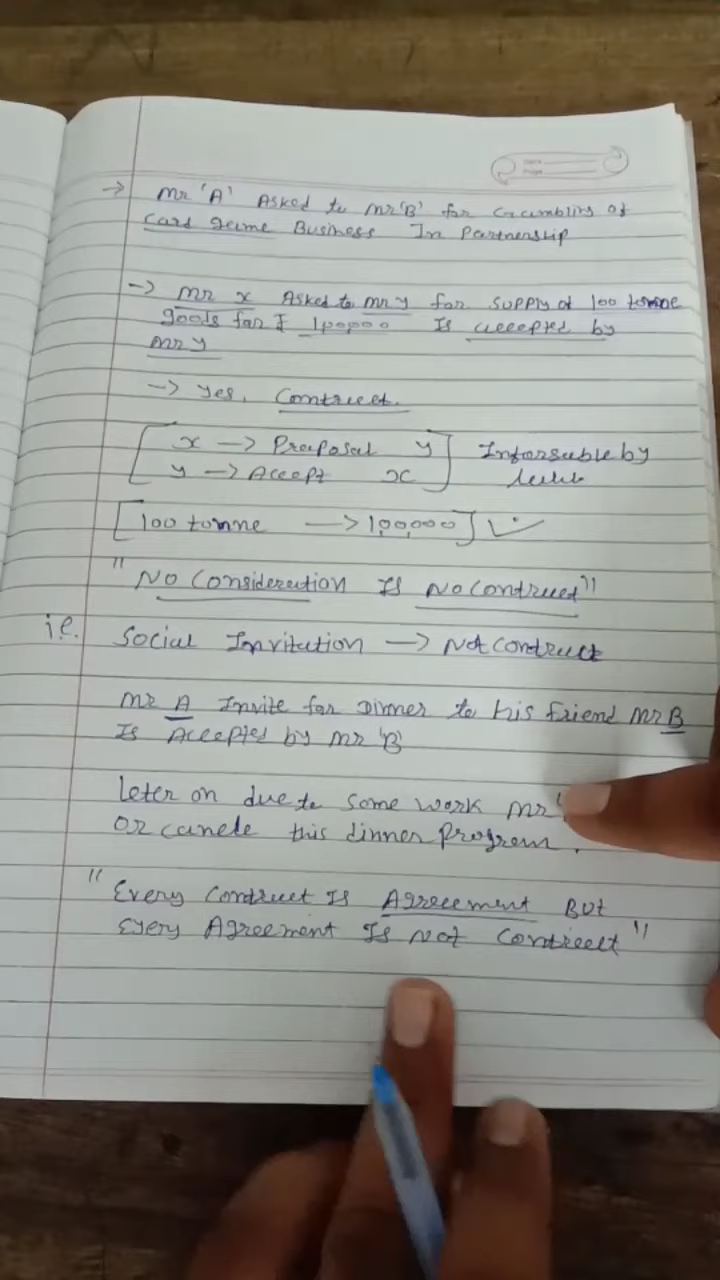 → Mr 'A' Asked to Mr 'B' for Gambling of
Card game Business In Partnership
→ Mr x Asked to Mr y for supply of 100 tonne
goods for ₹ 1,00,000 Is accepted by
Mr y
→ Yes, Contract.
x → Proposal y
y → Accept x
Inforsable by
[100 tonne → 1,00,000]
"No Consideration Is No Contract"
i.e. Social Invitation → Not Contract
Mr A Invite for Dinner to his friend Mr B
Is Accepted by Mr 'B'
Leter on due to some work Mr
or cancle this dinner Program.
"Every Contract Is Agreement But
Every Agreement Is Not Contract"